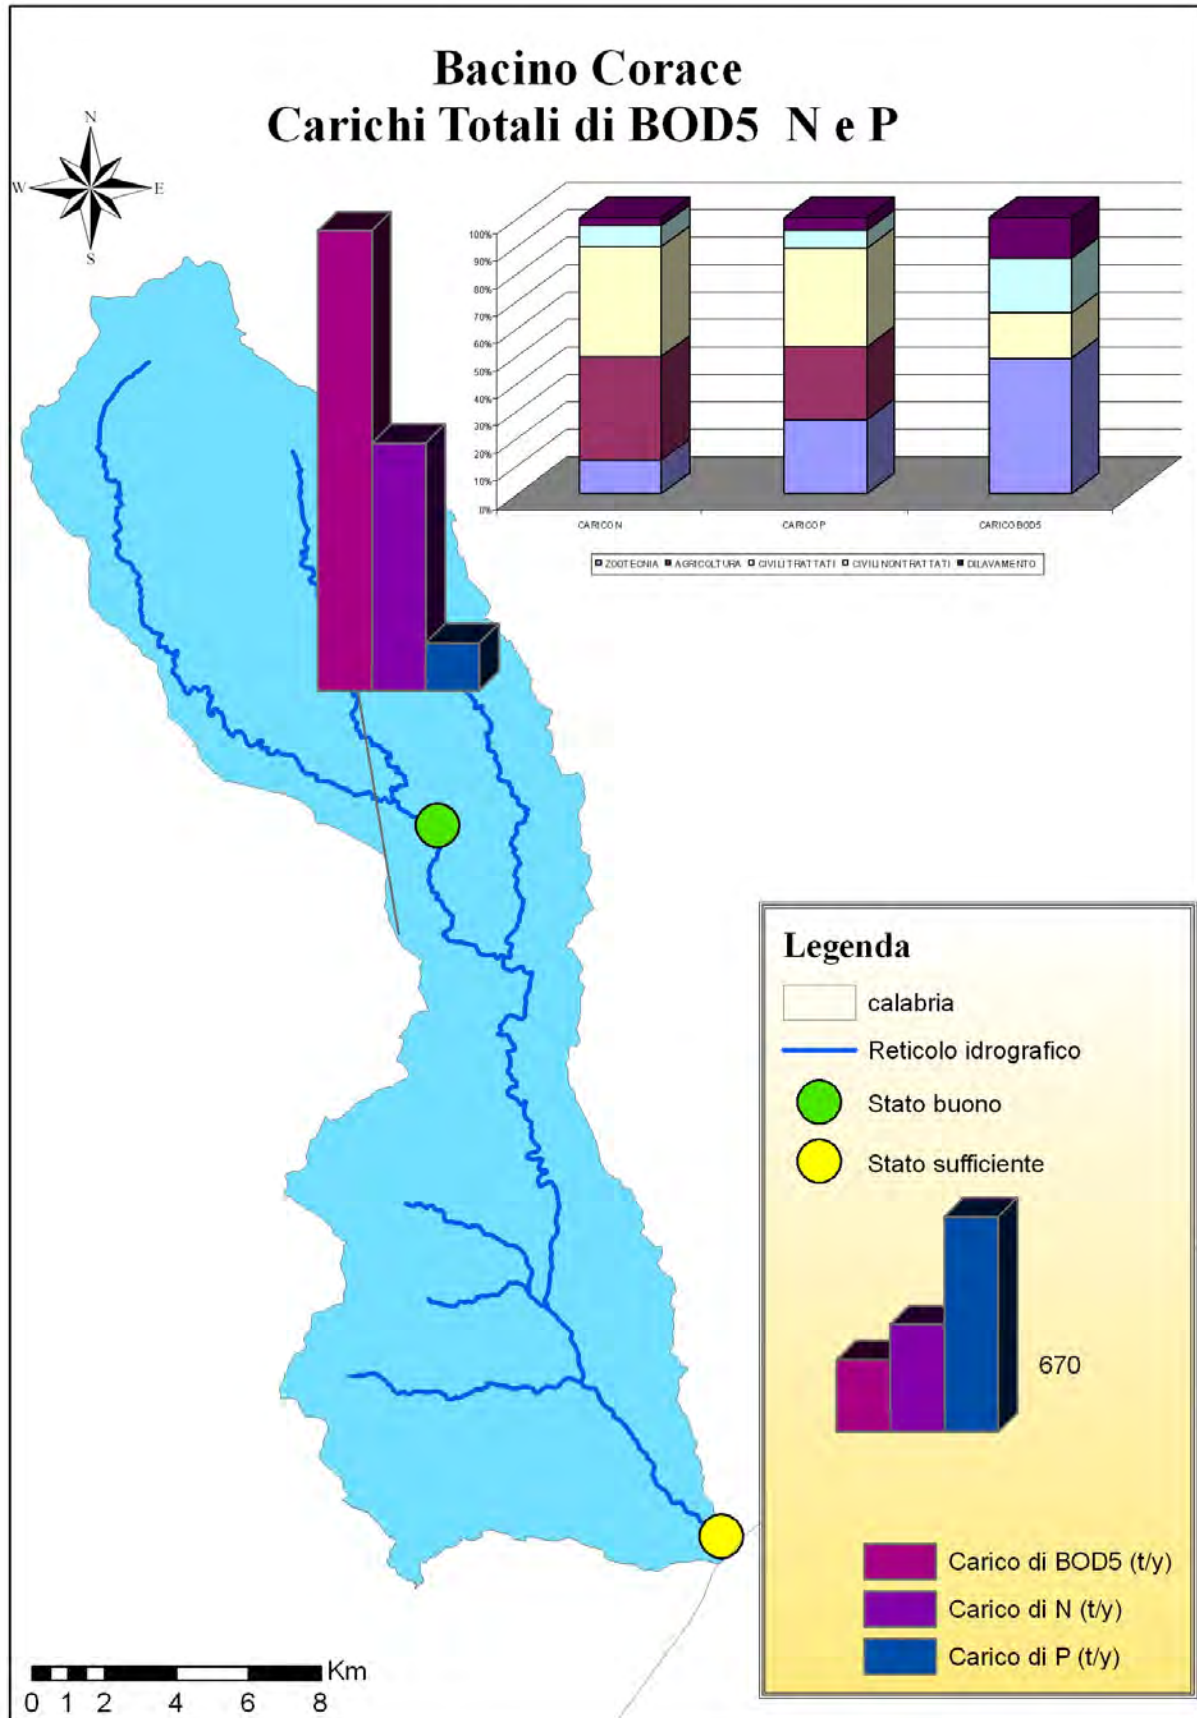 Bacino Corace
Carichi Totali di BOD5 N e P
N
W E
S
100%
90%
80%
70%
60%
50%
40%
30%
20%
10%
0%
CARICO N CARICO P CARICO BOD5
ZOOTECNIA AGRICOLTURA CIVILI TRATTATI CIVILI NON TRATTATI DILAVAMENTO
Legenda
calabria
Reticolo idrografico
Stato buono
Stato sufficiente
670
Carico di BOD5 (t/y)
Carico di N (t/y)
Carico di P (t/y)
Km
0 1 2 4 6 8